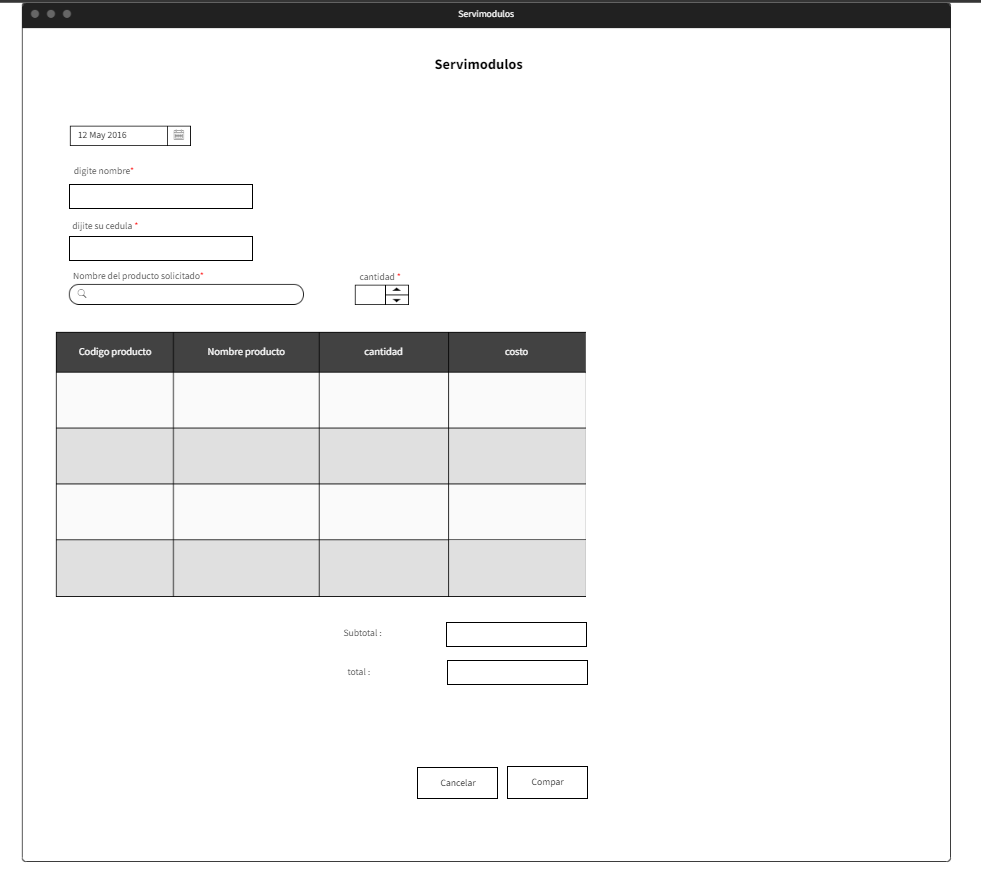 Servimodulos
Servimodulos
12 May 2016
digite nombre*
dijite su cedula *
Nombre del producto solicitado*
cantidad *
Codigo producto
Nombre producto
cantidad
costo
Subtotal :
total :
Cancelar
Compar